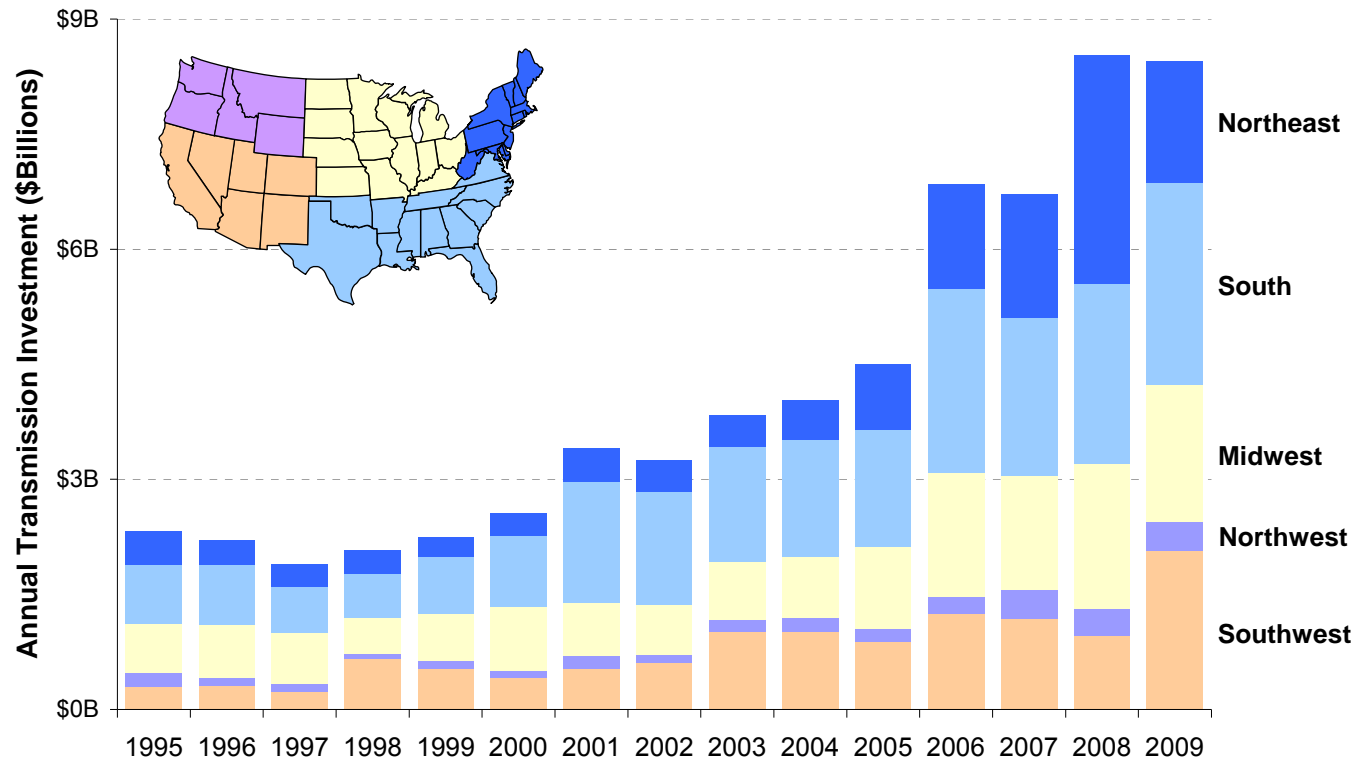 Annual Transmission Investment ($Billions)
$9B
$6B
$3B
$0B
Northeast
South
Midwest
Northwest
Southwest
1995 1996 1997 1998 1999 2000 2001 2002 2003 2004 2005 2006 2007 2008 2009